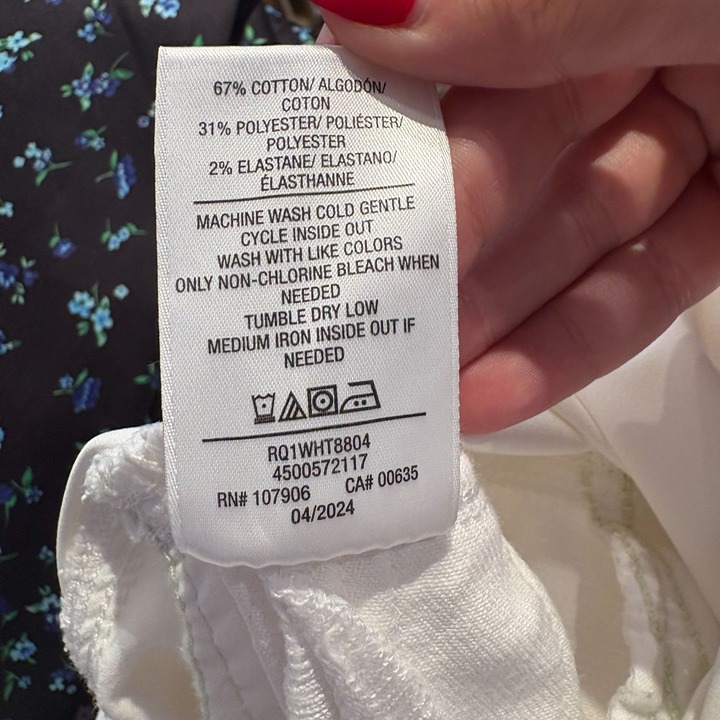 67% COTTON/ ALGODÓN/
COTON
31% POLYESTER/ POLIÉSTER/
POLYESTER
2% ELASTANE/ ELASTANO/
ÉLASTHANNE
MACHINE WASH COLD GENTLE
CYCLE INSIDE OUT
WASH WITH LIKE COLORS
ONLY NON-CHLORINE BLEACH WHEN
NEEDED
TUMBLE DRY LOW
MEDIUM IRON INSIDE OUT IF
NEEDED
RQ1WHT8804
4500572117
RN# 107906 CA# 00635
04/2024